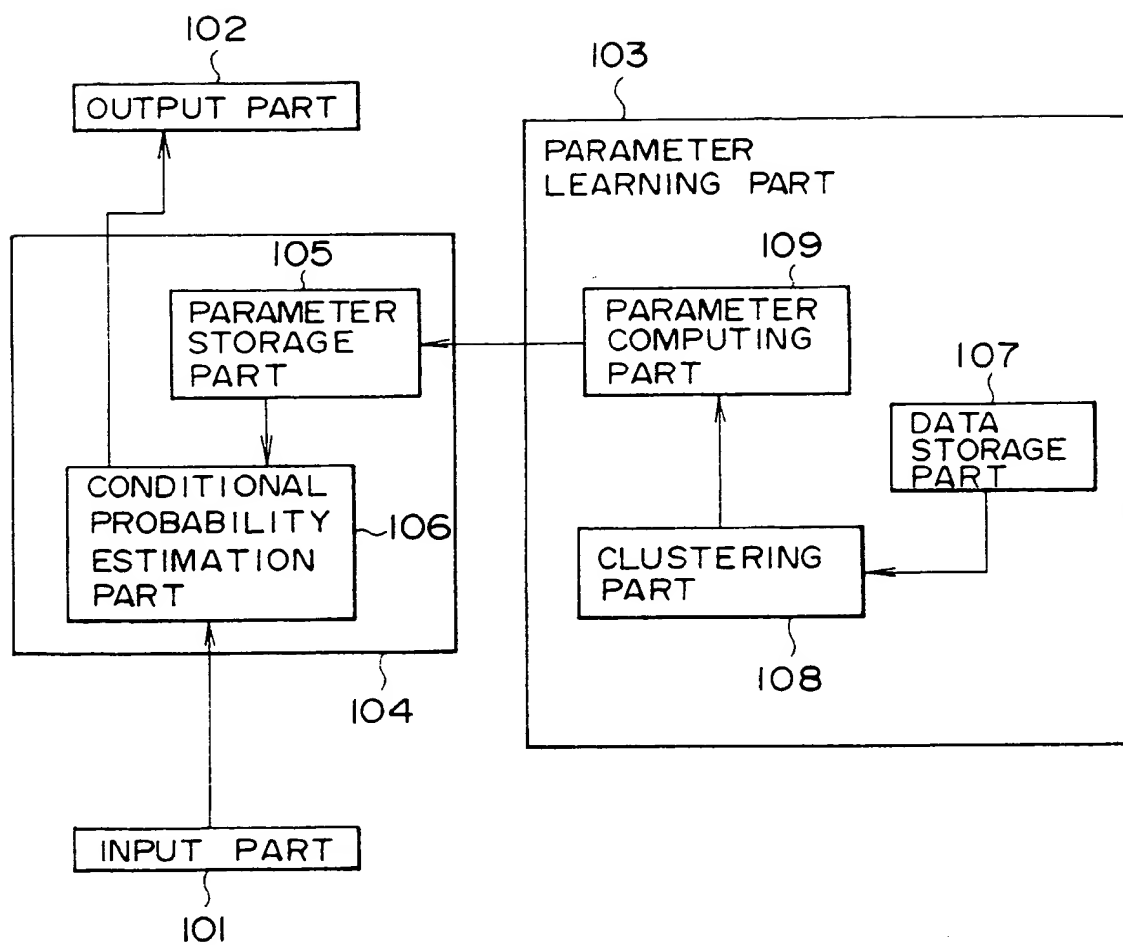 102
OUTPUT PART
103
PARAMETER
LEARNING PART
105
PARAMETER
STORAGE
PART
109
PARAMETER
COMPUTING
PART
107
DATA
STORAGE
PART
CONDITIONAL
PROBABILITY
ESTIMATION
PART
106
CLUSTERING
PART
108
104
INPUT PART
101